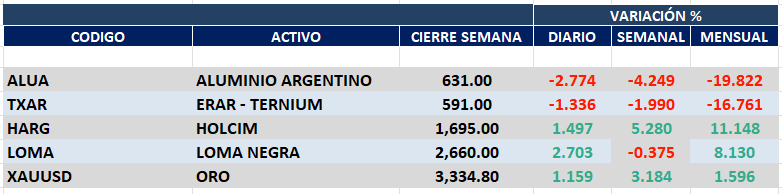 VARIACIÓN %
CODIGO ACTIVO CIERRE SEMANA DIARIO SEMANAL MENSUAL
ALUA ALUMINIO ARGENTINO 631.00 -2.774 -4.249 -19.822
TXAR ERAR - TERNIUM 591.00 -1.336 -1.990 -16.761
HARG HOLCIM 1,695.00 1.497 5.280 11.148
LOMA LOMA NEGRA 2,660.00 2.703 -0.375 8.130
XAUUSD ORO 3,334.80 1.159 3.184 1.596